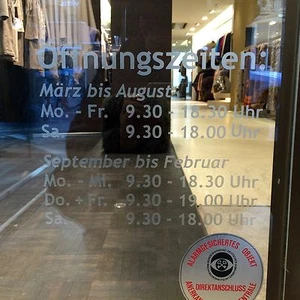 Öffnungszeiten:
März bis August
Mo. - Fr. 9.30 - 18.30 Uhr
Sa. 9.30 - 18.00 Uhr
September bis Februar
Mo. - Mi. 9.30 - 18.30 Uhr
Do. + Fr. 9.30 - 19.00 Uhr
Sa. 9.30 - 18.00 Uhr
ALARMGESICHERTES OBJEKT
DIREKTANSCHLUSS